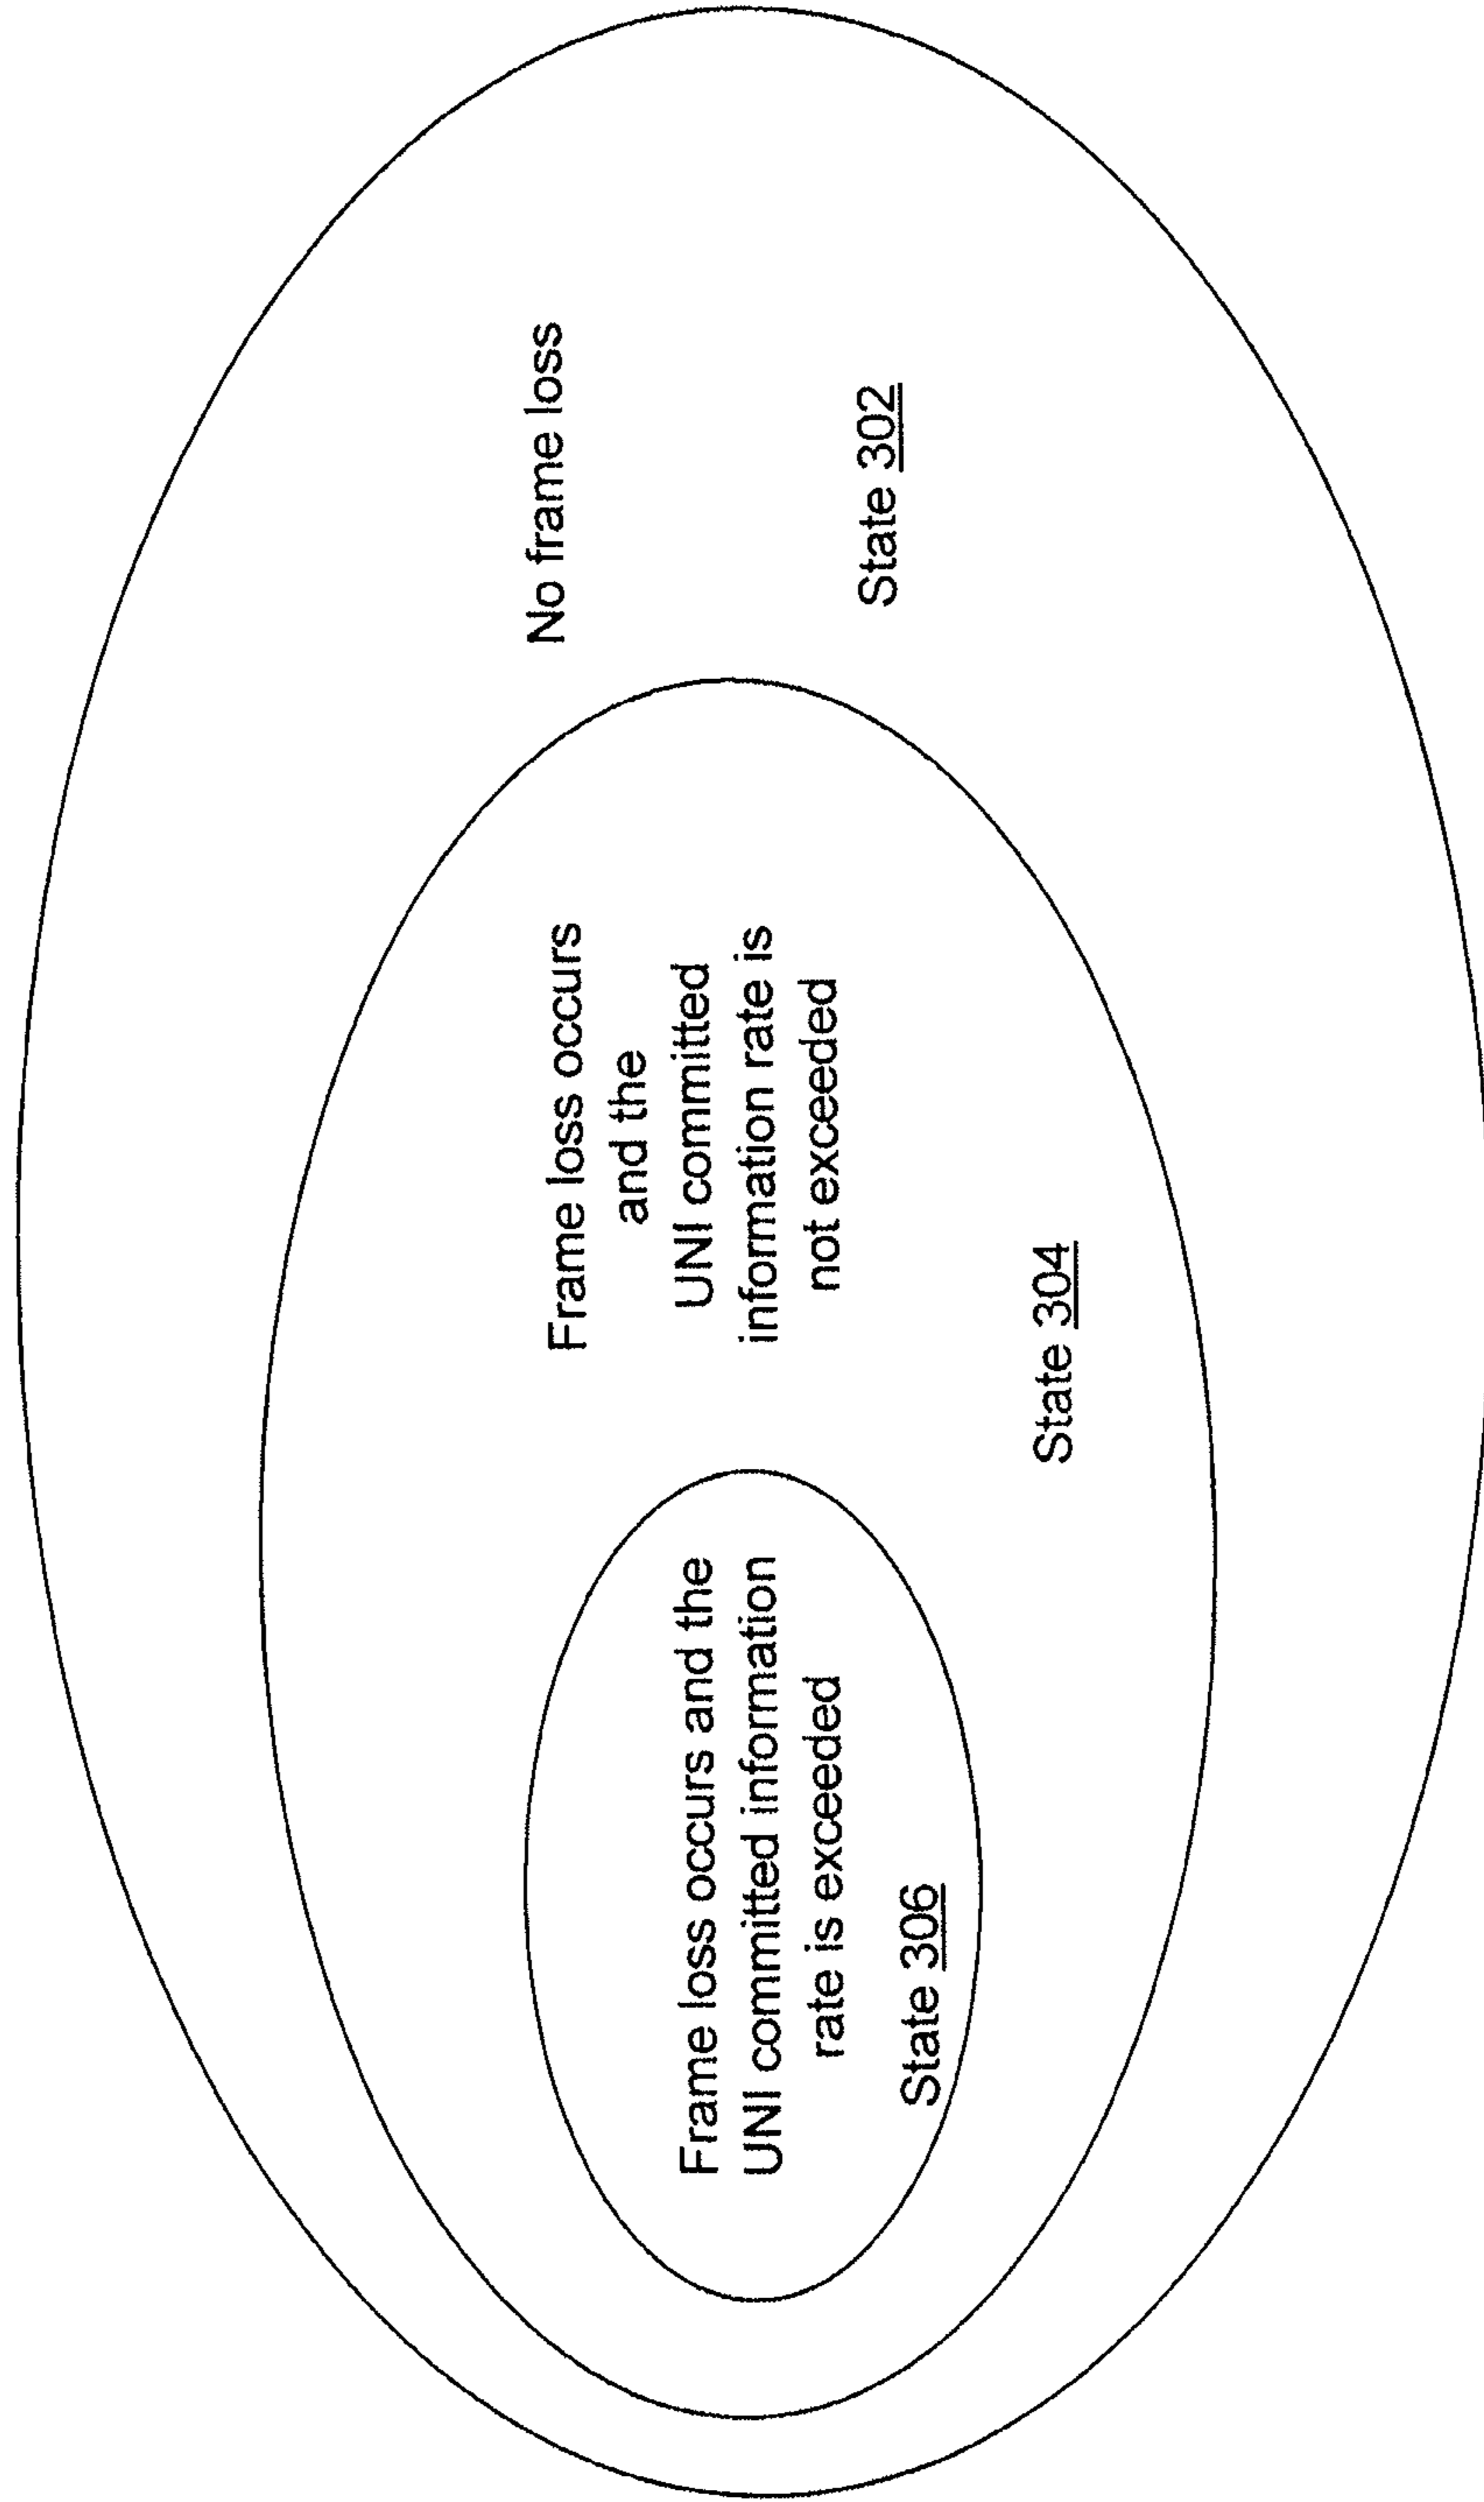 No frame loss
State 302
Frame loss occurs
and the
UNI committed
information rate is
not exceeded
State 304
Frame loss occurs and the
UNI committed information
rate is exceeded
State 306